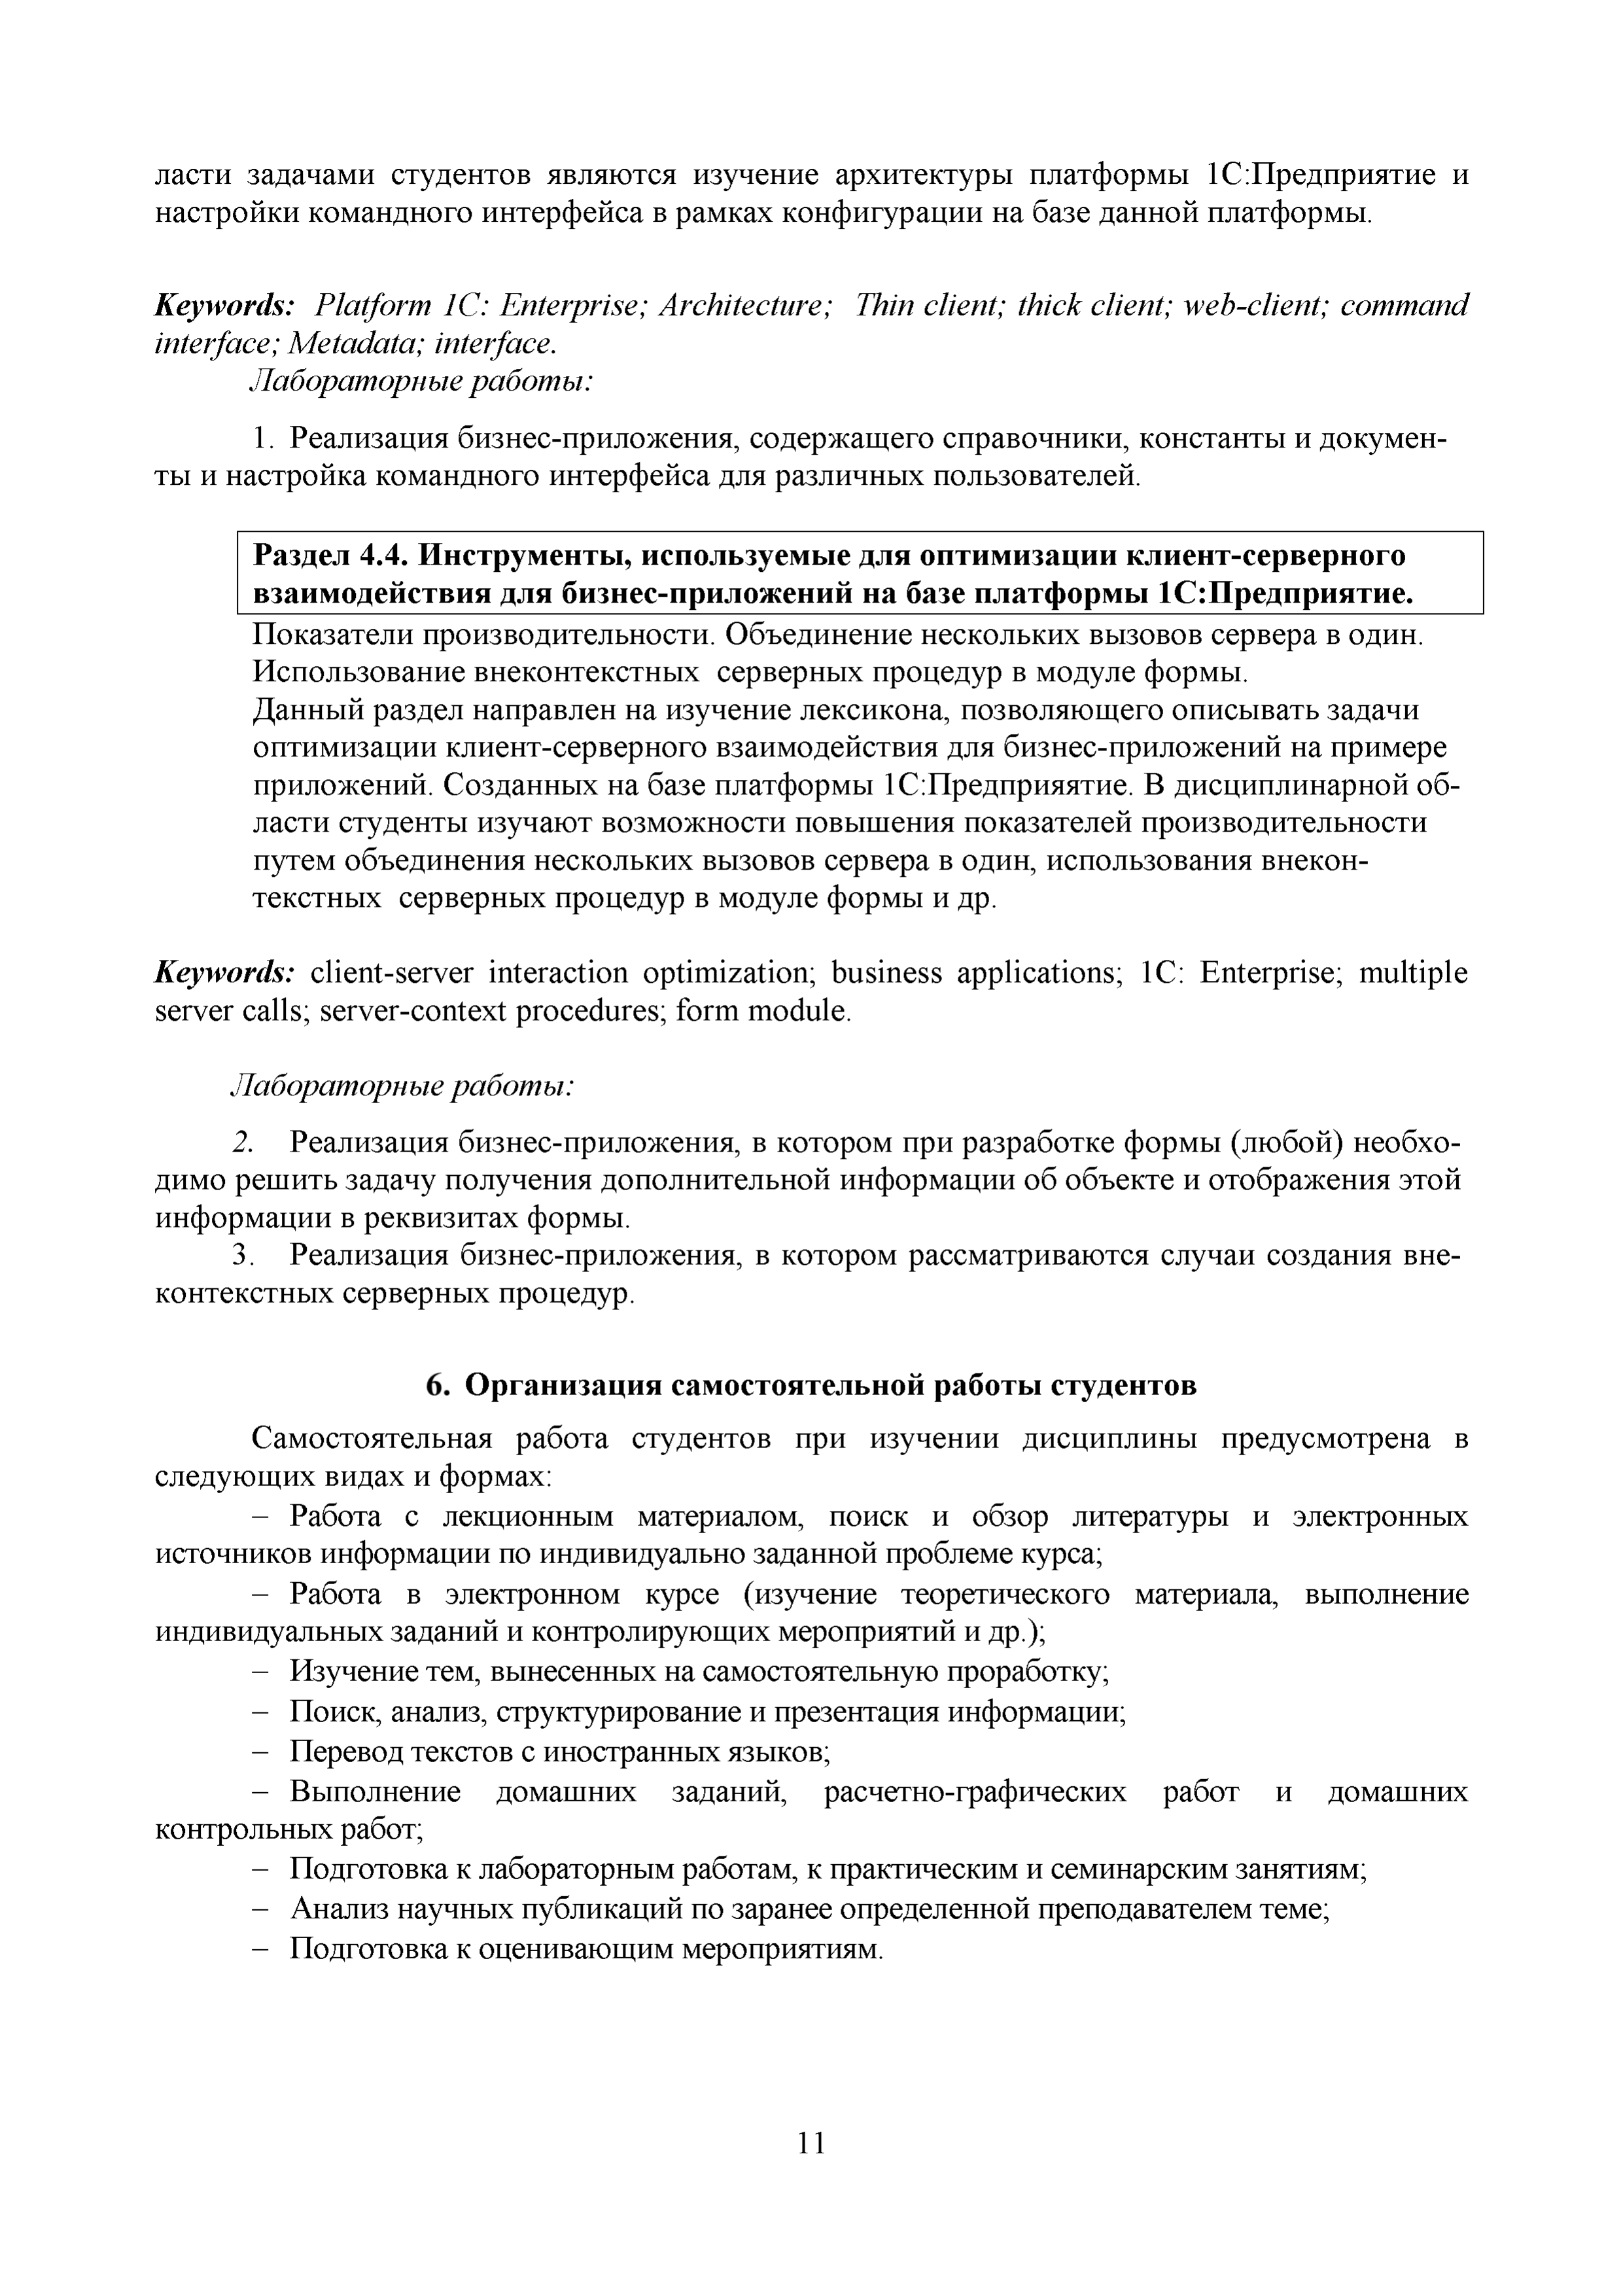 ласти задачами студентов являются изучение архитектуры платформы 1С:Предприятие и
настройки командного интерфейса в рамках конфигурации на базе данной платформы.
Keywords: Platform 1C: Enterprise; Architecture; Thin client; thick client; web-client; command
interface; Metadata; interface.
Лабораторные работы:
1. Реализация бизнес-приложения, содержащего справочники, константы и докумен-
ты и настройка командного интерфейса для различных пользователей.
Раздел 4.4. Инструменты, используемые для оптимизации клиент-серверного
взаимодействия для бизнес-приложений на базе платформы 1С:Предприятие.
Показатели производительности. Объединение нескольких вызовов сервера в один.
Использование внеконтекстных серверных процедур в модуле формы.
Данный раздел направлен на изучение лексикона, позволяющего описывать задачи
оптимизации клиент-серверного взаимодействия для бизнес-приложений на примере
приложений. Созданных на базе платформы 1С:Предприяятие. В дисциплинарной об-
ласти студенты изучают возможности повышения показателей производительности
путем объединения нескольких вызовов сервера в один, использования внекон-
текстных серверных процедур в модуле формы и др.
Keywords: client-server interaction optimization; business applications; 1C: Enterprise; multiple
server calls; server-context procedures; form module.
Лабораторные работы:
2. Реализация бизнес-приложения, в котором при разработке формы (любой) необхо-
димо решить задачу получения дополнительной информации об объекте и отображения этой
информации в реквизитах формы.
3. Реализация бизнес-приложения, в котором рассматриваются случаи создания вне-
контекстных серверных процедур.
6. Организация самостоятельной работы студентов
Самостоятельная работа студентов при изучении дисциплины предусмотрена в
следующих видах и формах:
– Работа с лекционным материалом, поиск и обзор литературы и электронных
источников информации по индивидуально заданной проблеме курса;
– Работа в электронном курсе (изучение теоретического материала, выполнение
индивидуальных заданий и контролирующих мероприятий и др.);
– Изучение тем, вынесенных на самостоятельную проработку;
– Поиск, анализ, структурирование и презентация информации;
– Перевод текстов с иностранных языков;
– Выполнение домашних заданий, расчетно-графических работ и домашних
контрольных работ;
– Подготовка к лабораторным работам, к практическим и семинарским занятиям;
– Анализ научных публикаций по заранее определенной преподавателем теме;
– Подготовка к оценивающим мероприятиям.
11